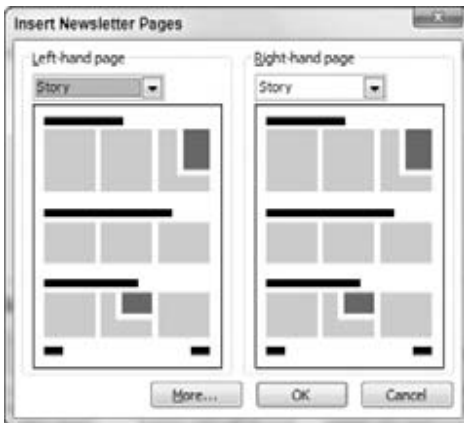 Insert Newsletter Pages
Left-hand page
Right-hand page
Story
Story
More...
OK
Cancel